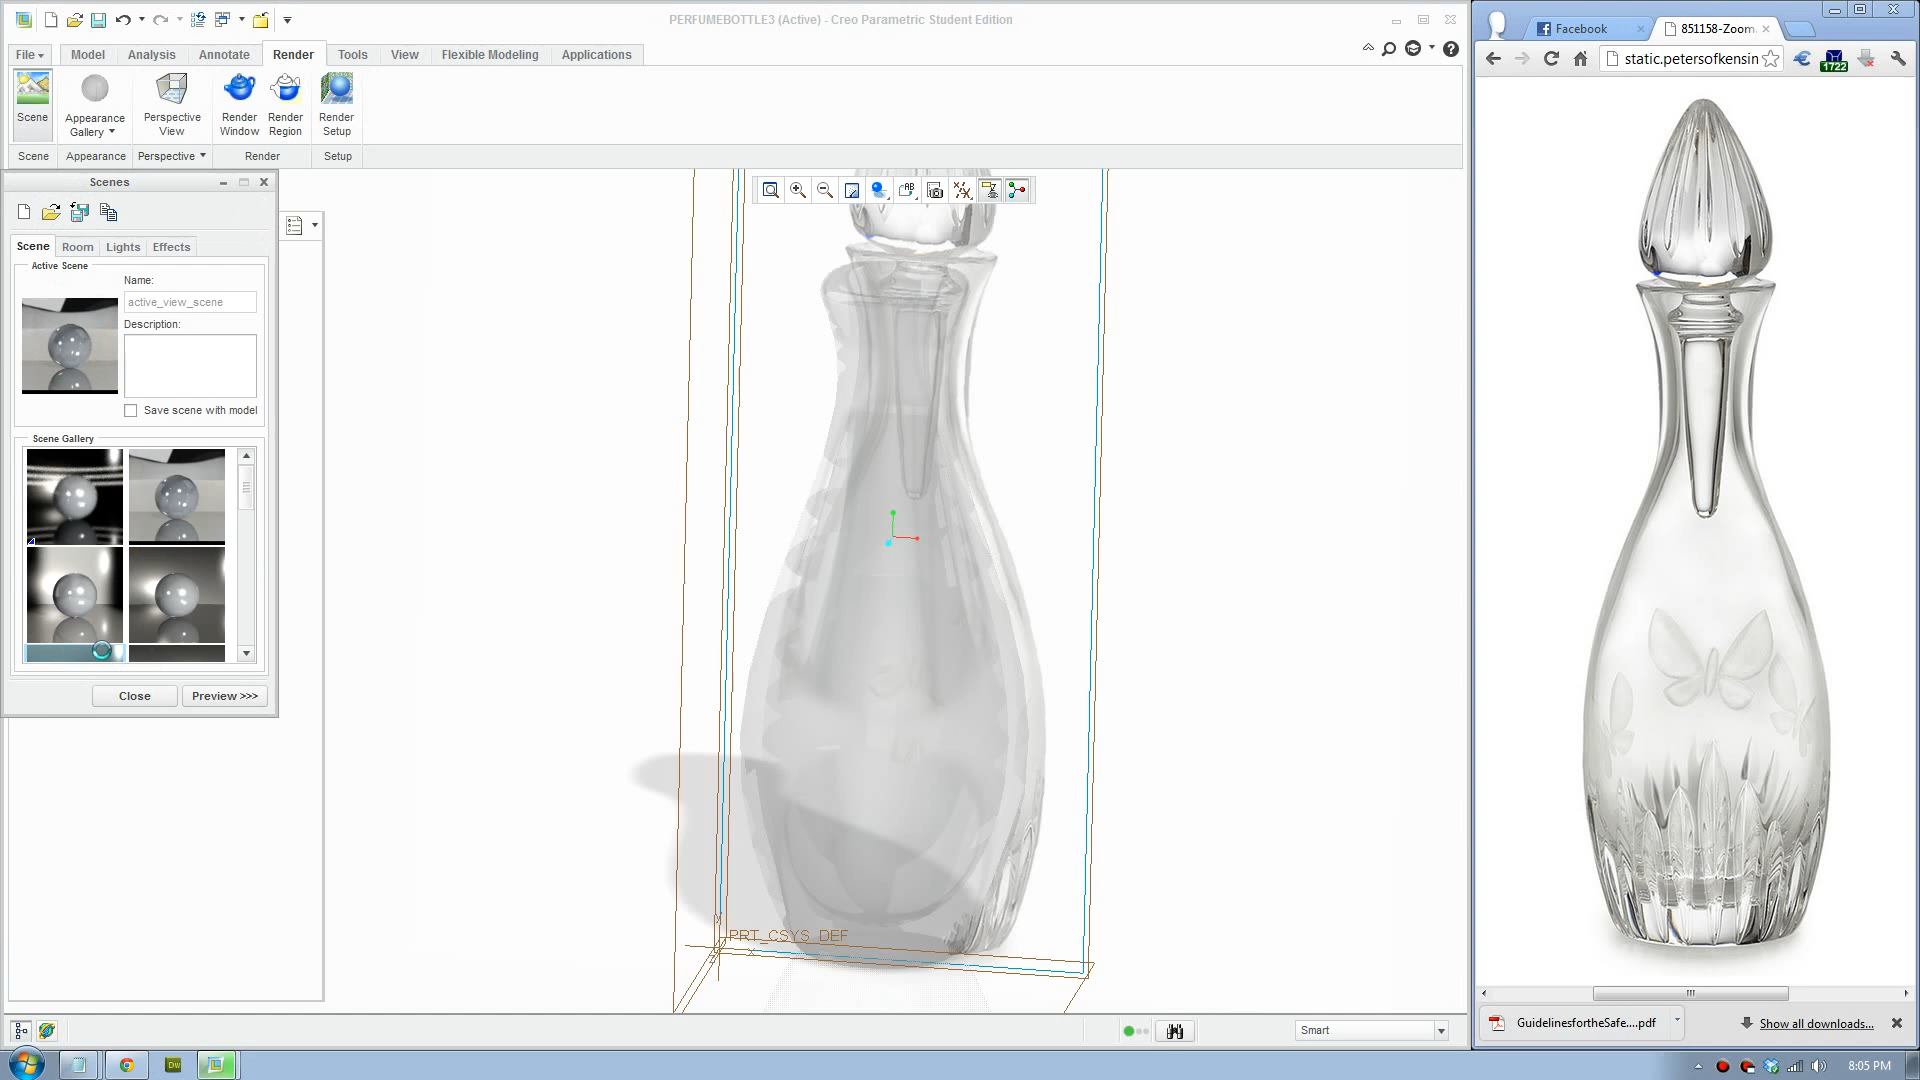 PERFUMEBOTTLE3 (Active) - Creo Parametric Student Edition
File
Model
Analysis
Annotate
Render
Tools
View
Flexible Modeling
Applications
Scene
Appearance
Gallery
Perspective
View
Render
Window
Render
Region
Render
Setup
Scene
Appearance
Perspective
Render
Setup
Scenes
Scene
Room
Lights
Effects
Active Scene
Name:
active_view_scene
Description:
Save scene with model
Scene Gallery
Close
Preview >>>
AB
PRT_CSYS_DEF
X
Smart
Facebook
851158-Zoom.
static.petersofkensin
1722
GuidelinesfortheSafe....pdf
Show all downloads...
Dw
8:05 PM